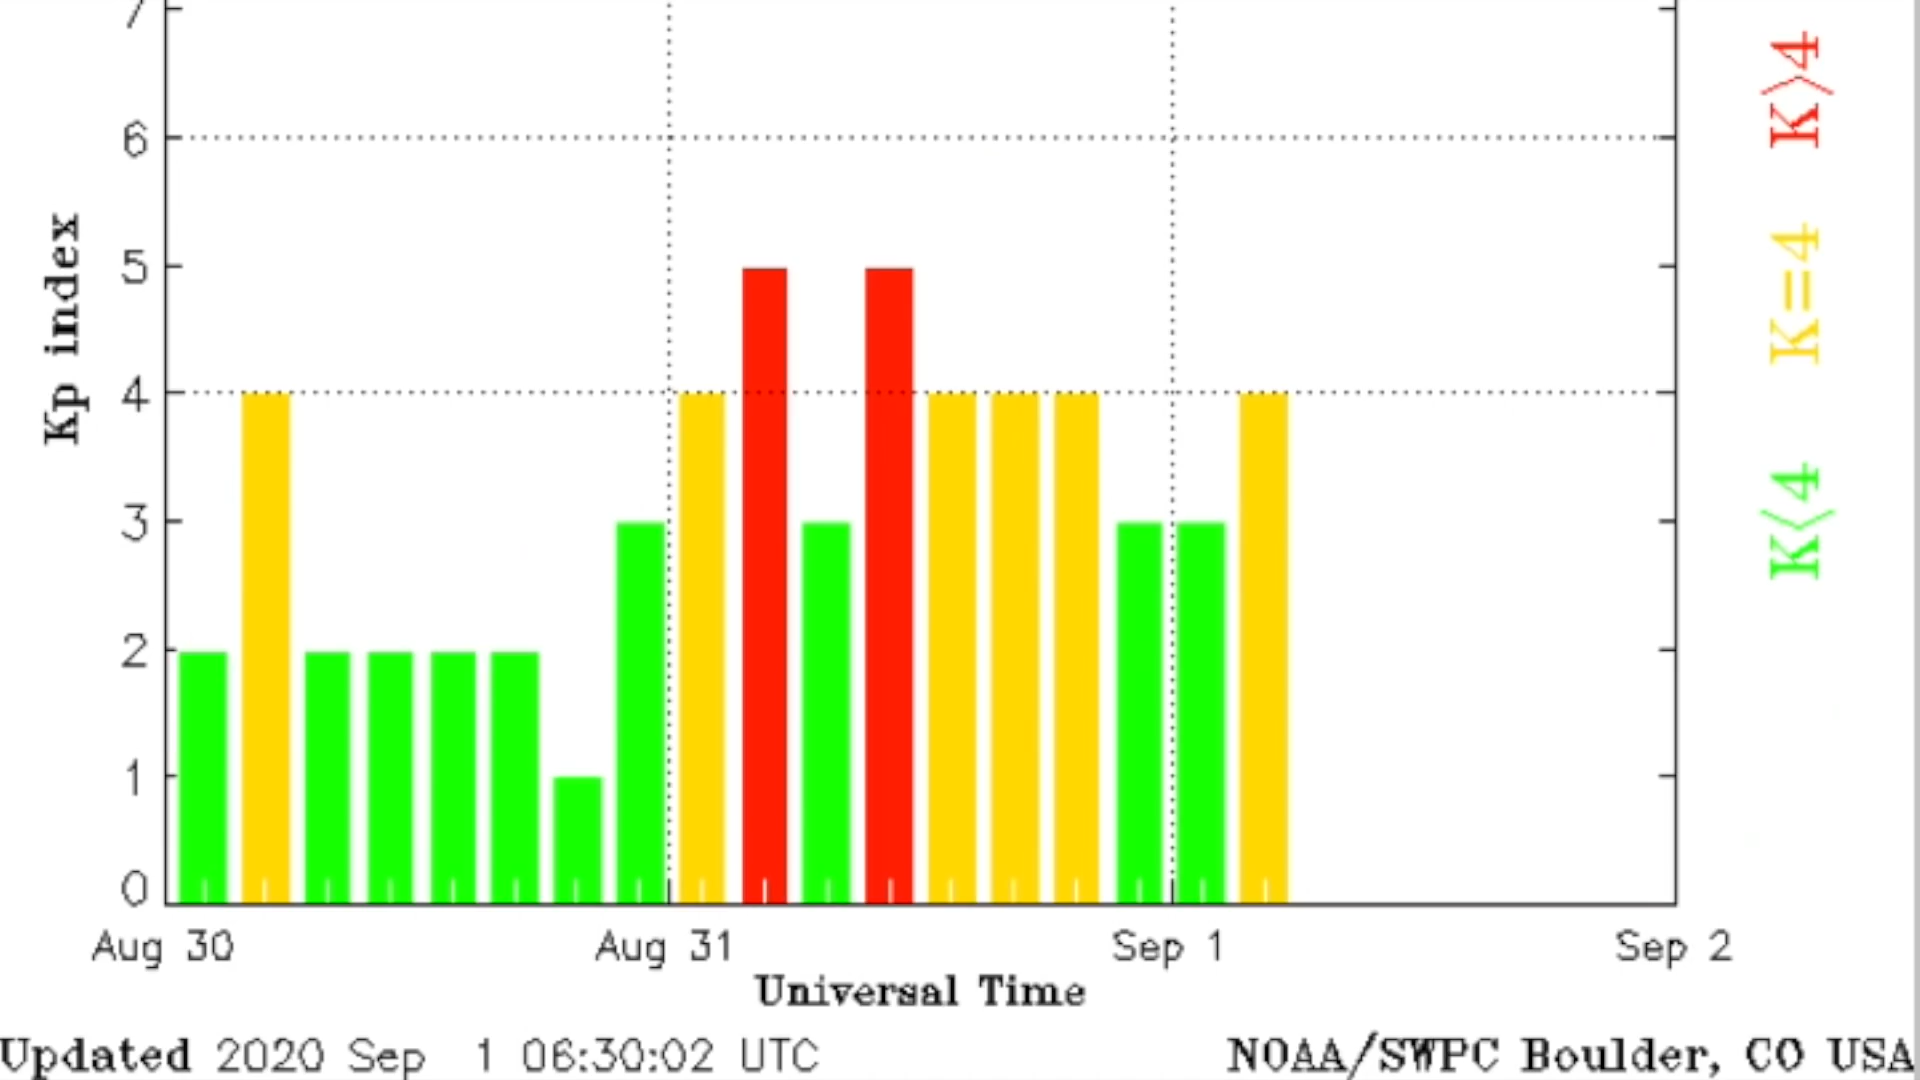 7
6
5
4
3
2
1
0
Kp index
K>4
K=4
K<4
Aug 30 Aug 31 Sep 1 Sep 2
Universal Time
Updated 2020 Sep 1 06:30:02 UTC NOAA/SWPC Boulder, CO USA